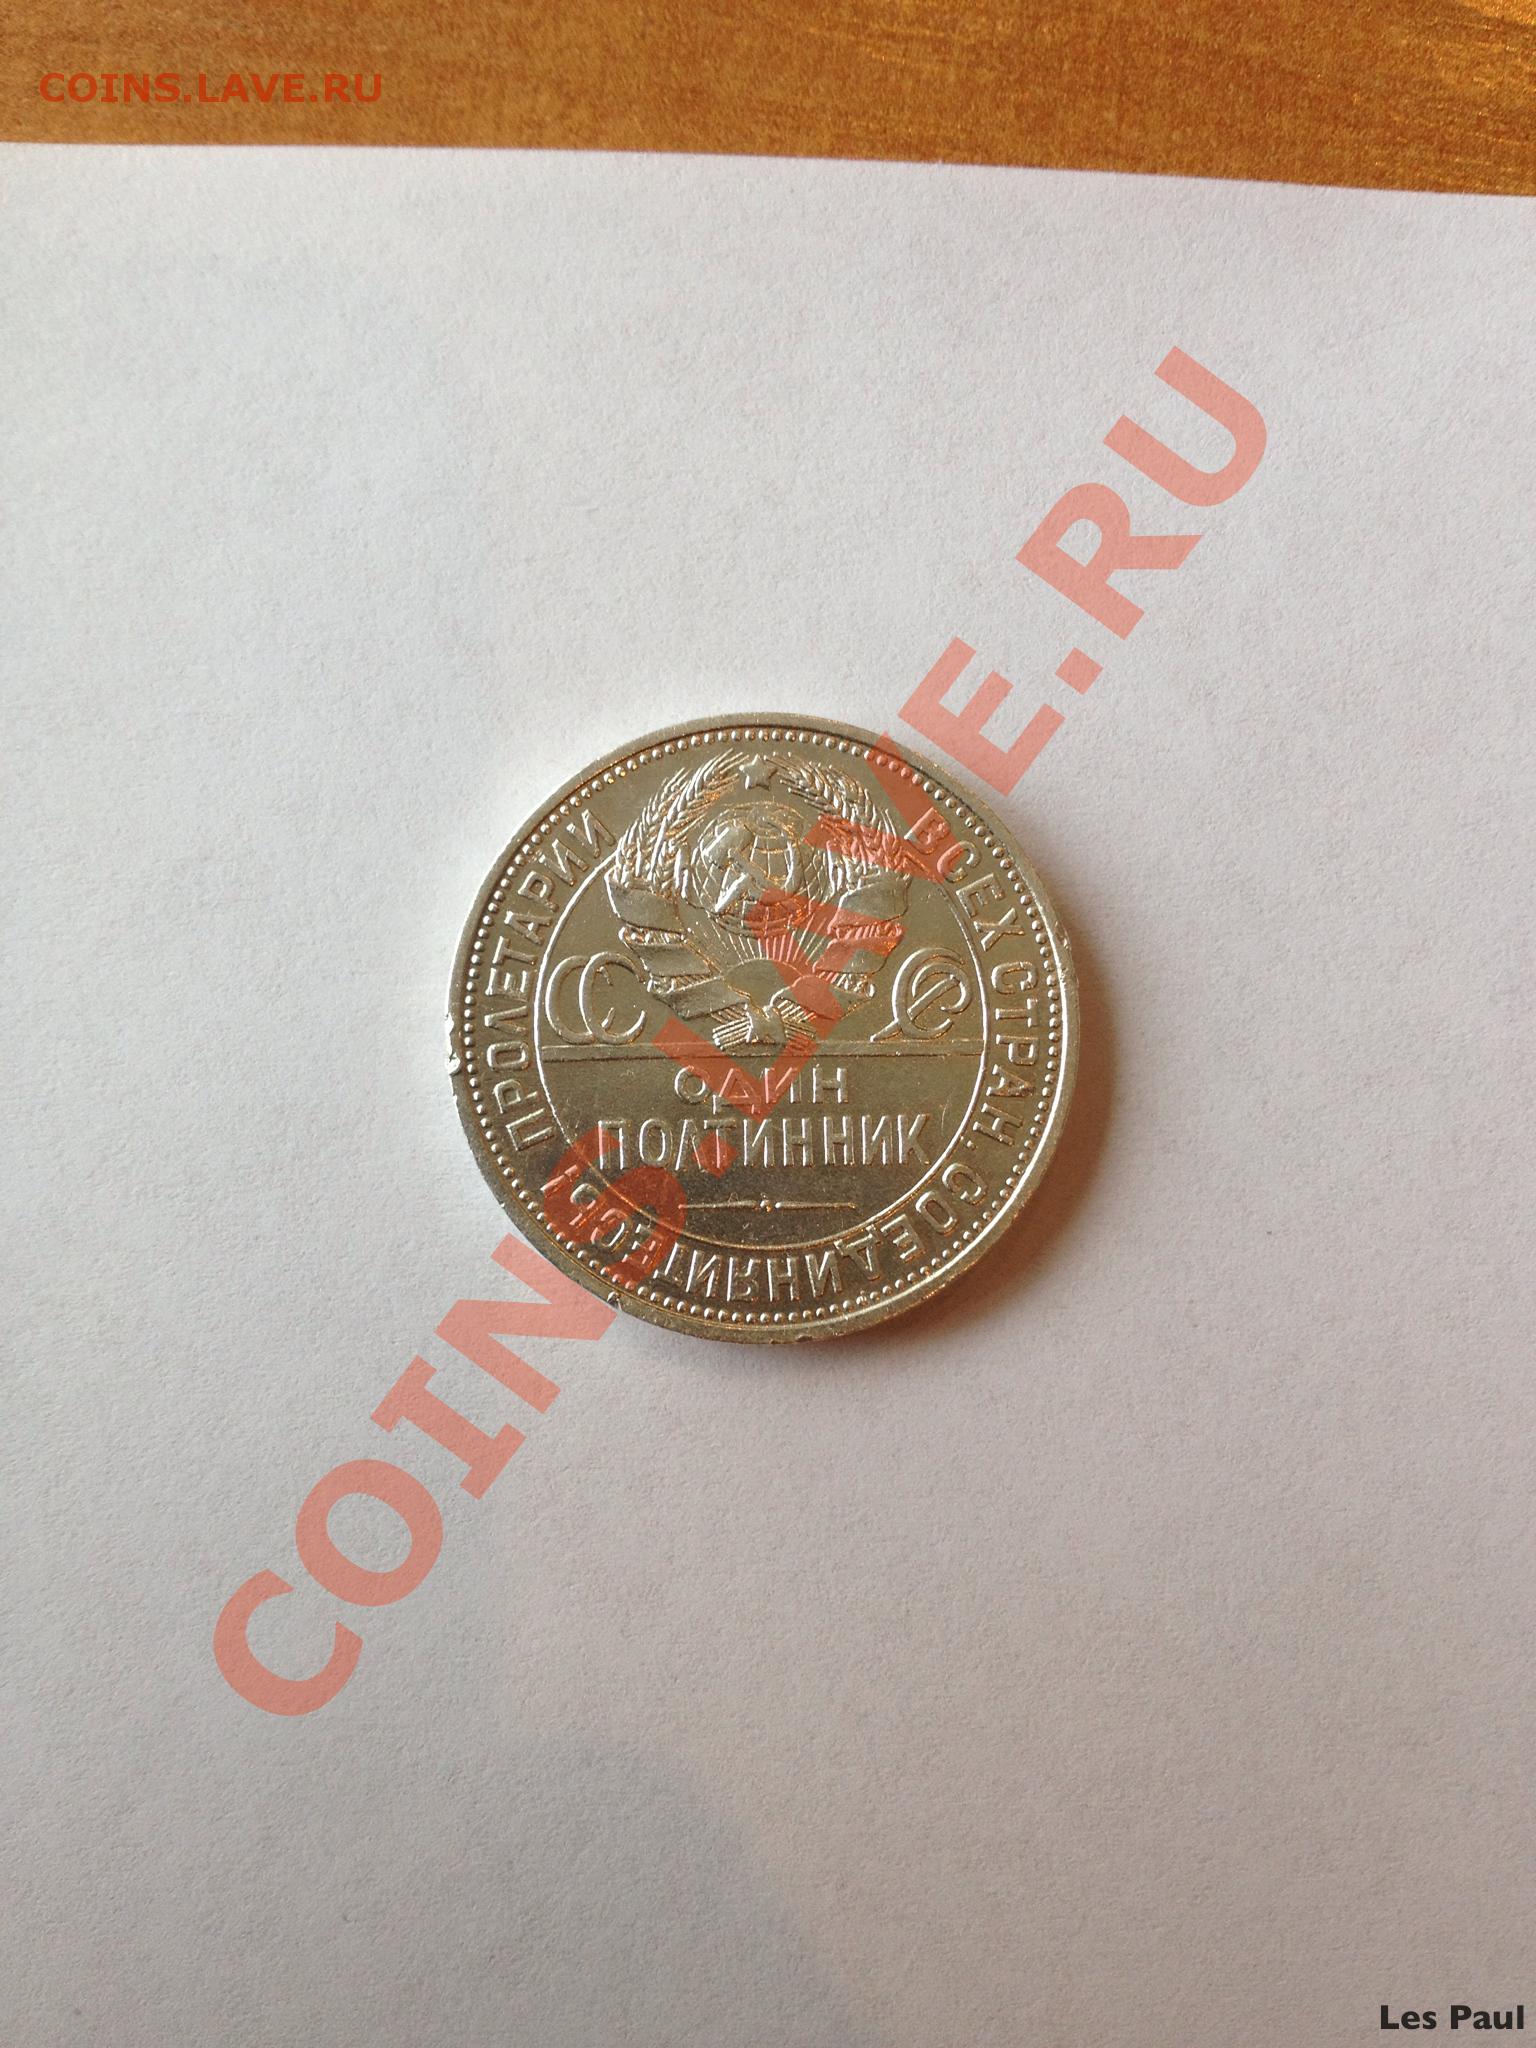 COINS.LAVE.RU
COINS.LAVE.RU
ПРОЛЕТАРИИ ВСЕХ СТРАН, СОЕДИНЯЙТЕСЬ!
СССР
ОДИН
ПОЛТИННИК
Les Paul